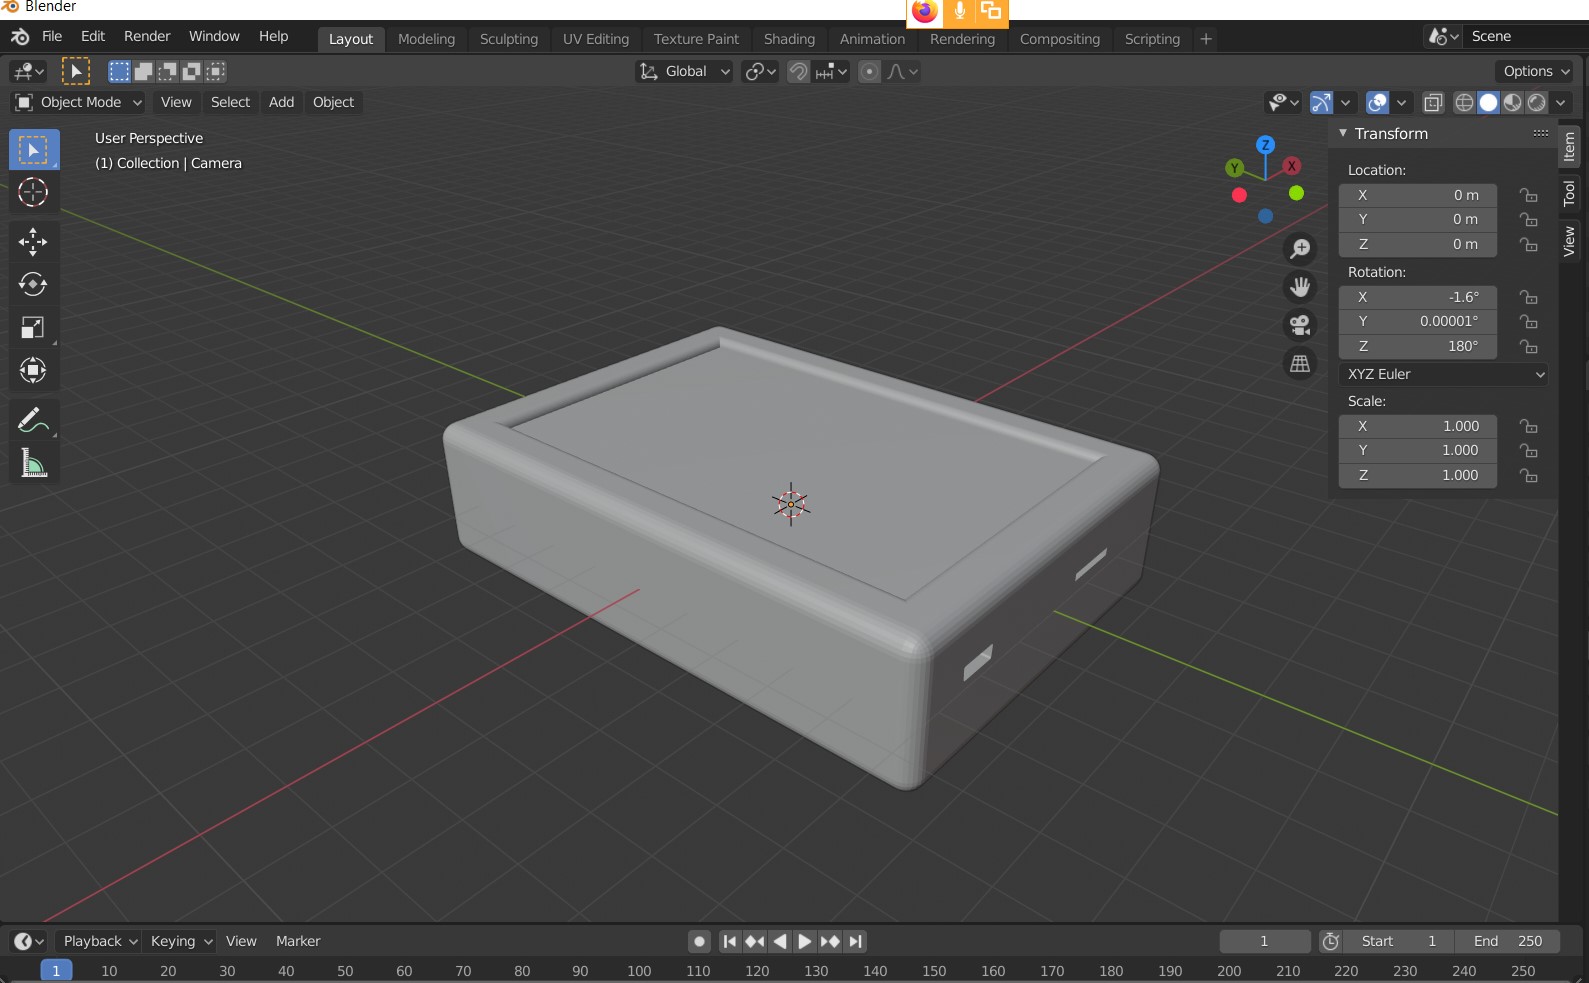 Blender
File Edit Render Window Help Layout Modeling Sculpting UV Editing Texture Paint Shading Animation Rendering Compositing Scripting + Scene
Global Options
Object Mode View Select Add Object
User Perspective
(1) Collection | Camera
Z
Y
X
Transform
Location:
X 0 m
Y 0 m
Z 0 m
Rotation:
X -1.6°
Y 0.00001°
Z 180°
XYZ Euler
Scale:
X 1.000
Y 1.000
Z 1.000
Item
Tool
View
Playback Keying View Marker 1 Start 1 End 250
1 10 20 30 40 50 60 70 80 90 100 110 120 130 140 150 160 170 180 190 200 210 220 230 240 250